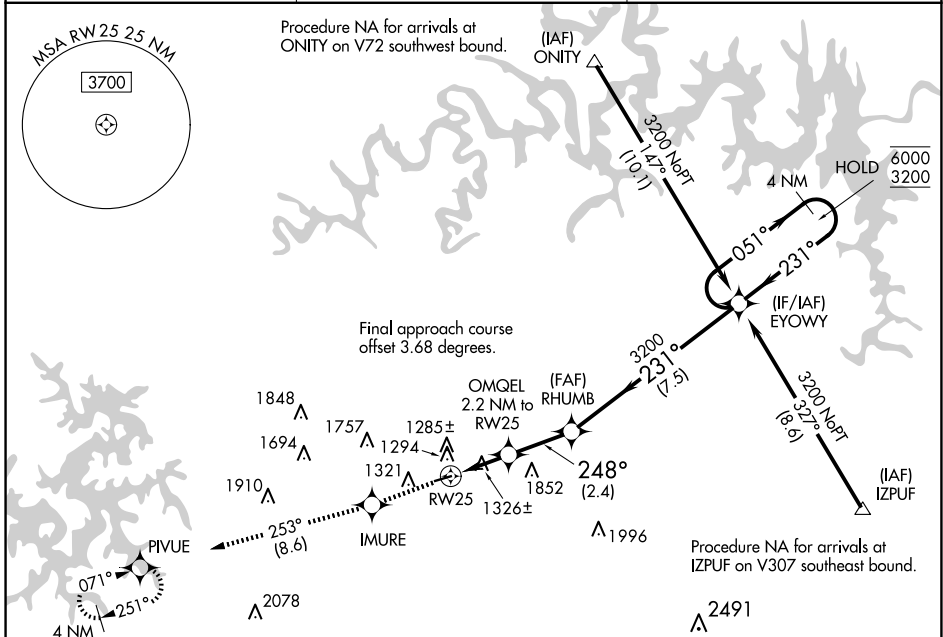 MSA RW25 25 NM
3700
Procedure NA for arrivals at
ONITY on V72 southwest bound.
(IAF)
ONITY
3200 NoPT
147°
(10.1)
HOLD
6000
3200
4 NM
051°
231°
(IF/IAF)
EYOWY
Final approach course
offset 3.68 degrees.
3200
231°
(7.5)
OMQEL
2.2 NM to
RW25
(FAF)
RHUMB
3200 NoPT
327°
(8.6)
1848
1757
1285±
1694
1294
1321
1910
RW25
1326±
1852
248°
(2.4)
(IAF)
IZPUF
IMURE
1996
253°
(8.6)
PIVUE
Procedure NA for arrivals at
IZPUF on V307 southeast bound.
071°
251°
4 NM
2078
2491